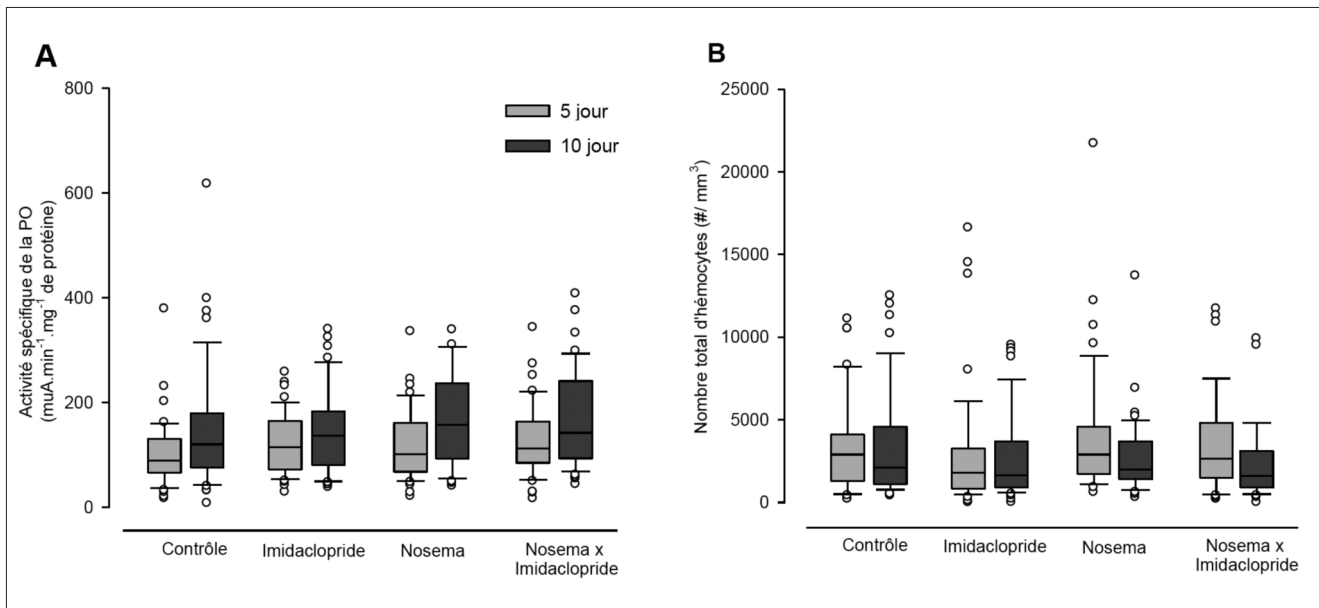 A
Activité spécifique de la PO
(muA.min⁻¹.mg⁻¹ de protéine)
800
600
400
200
0
5 jour
10 jour
Contrôle
Imidaclopride
Nosema
Nosema x
Imidaclopride
B
Nombre total d'hémocytes (#/ mm³)
25000
20000
15000
10000
5000
0
Contrôle
Imidaclopride
Nosema
Nosema x
Imidaclopride